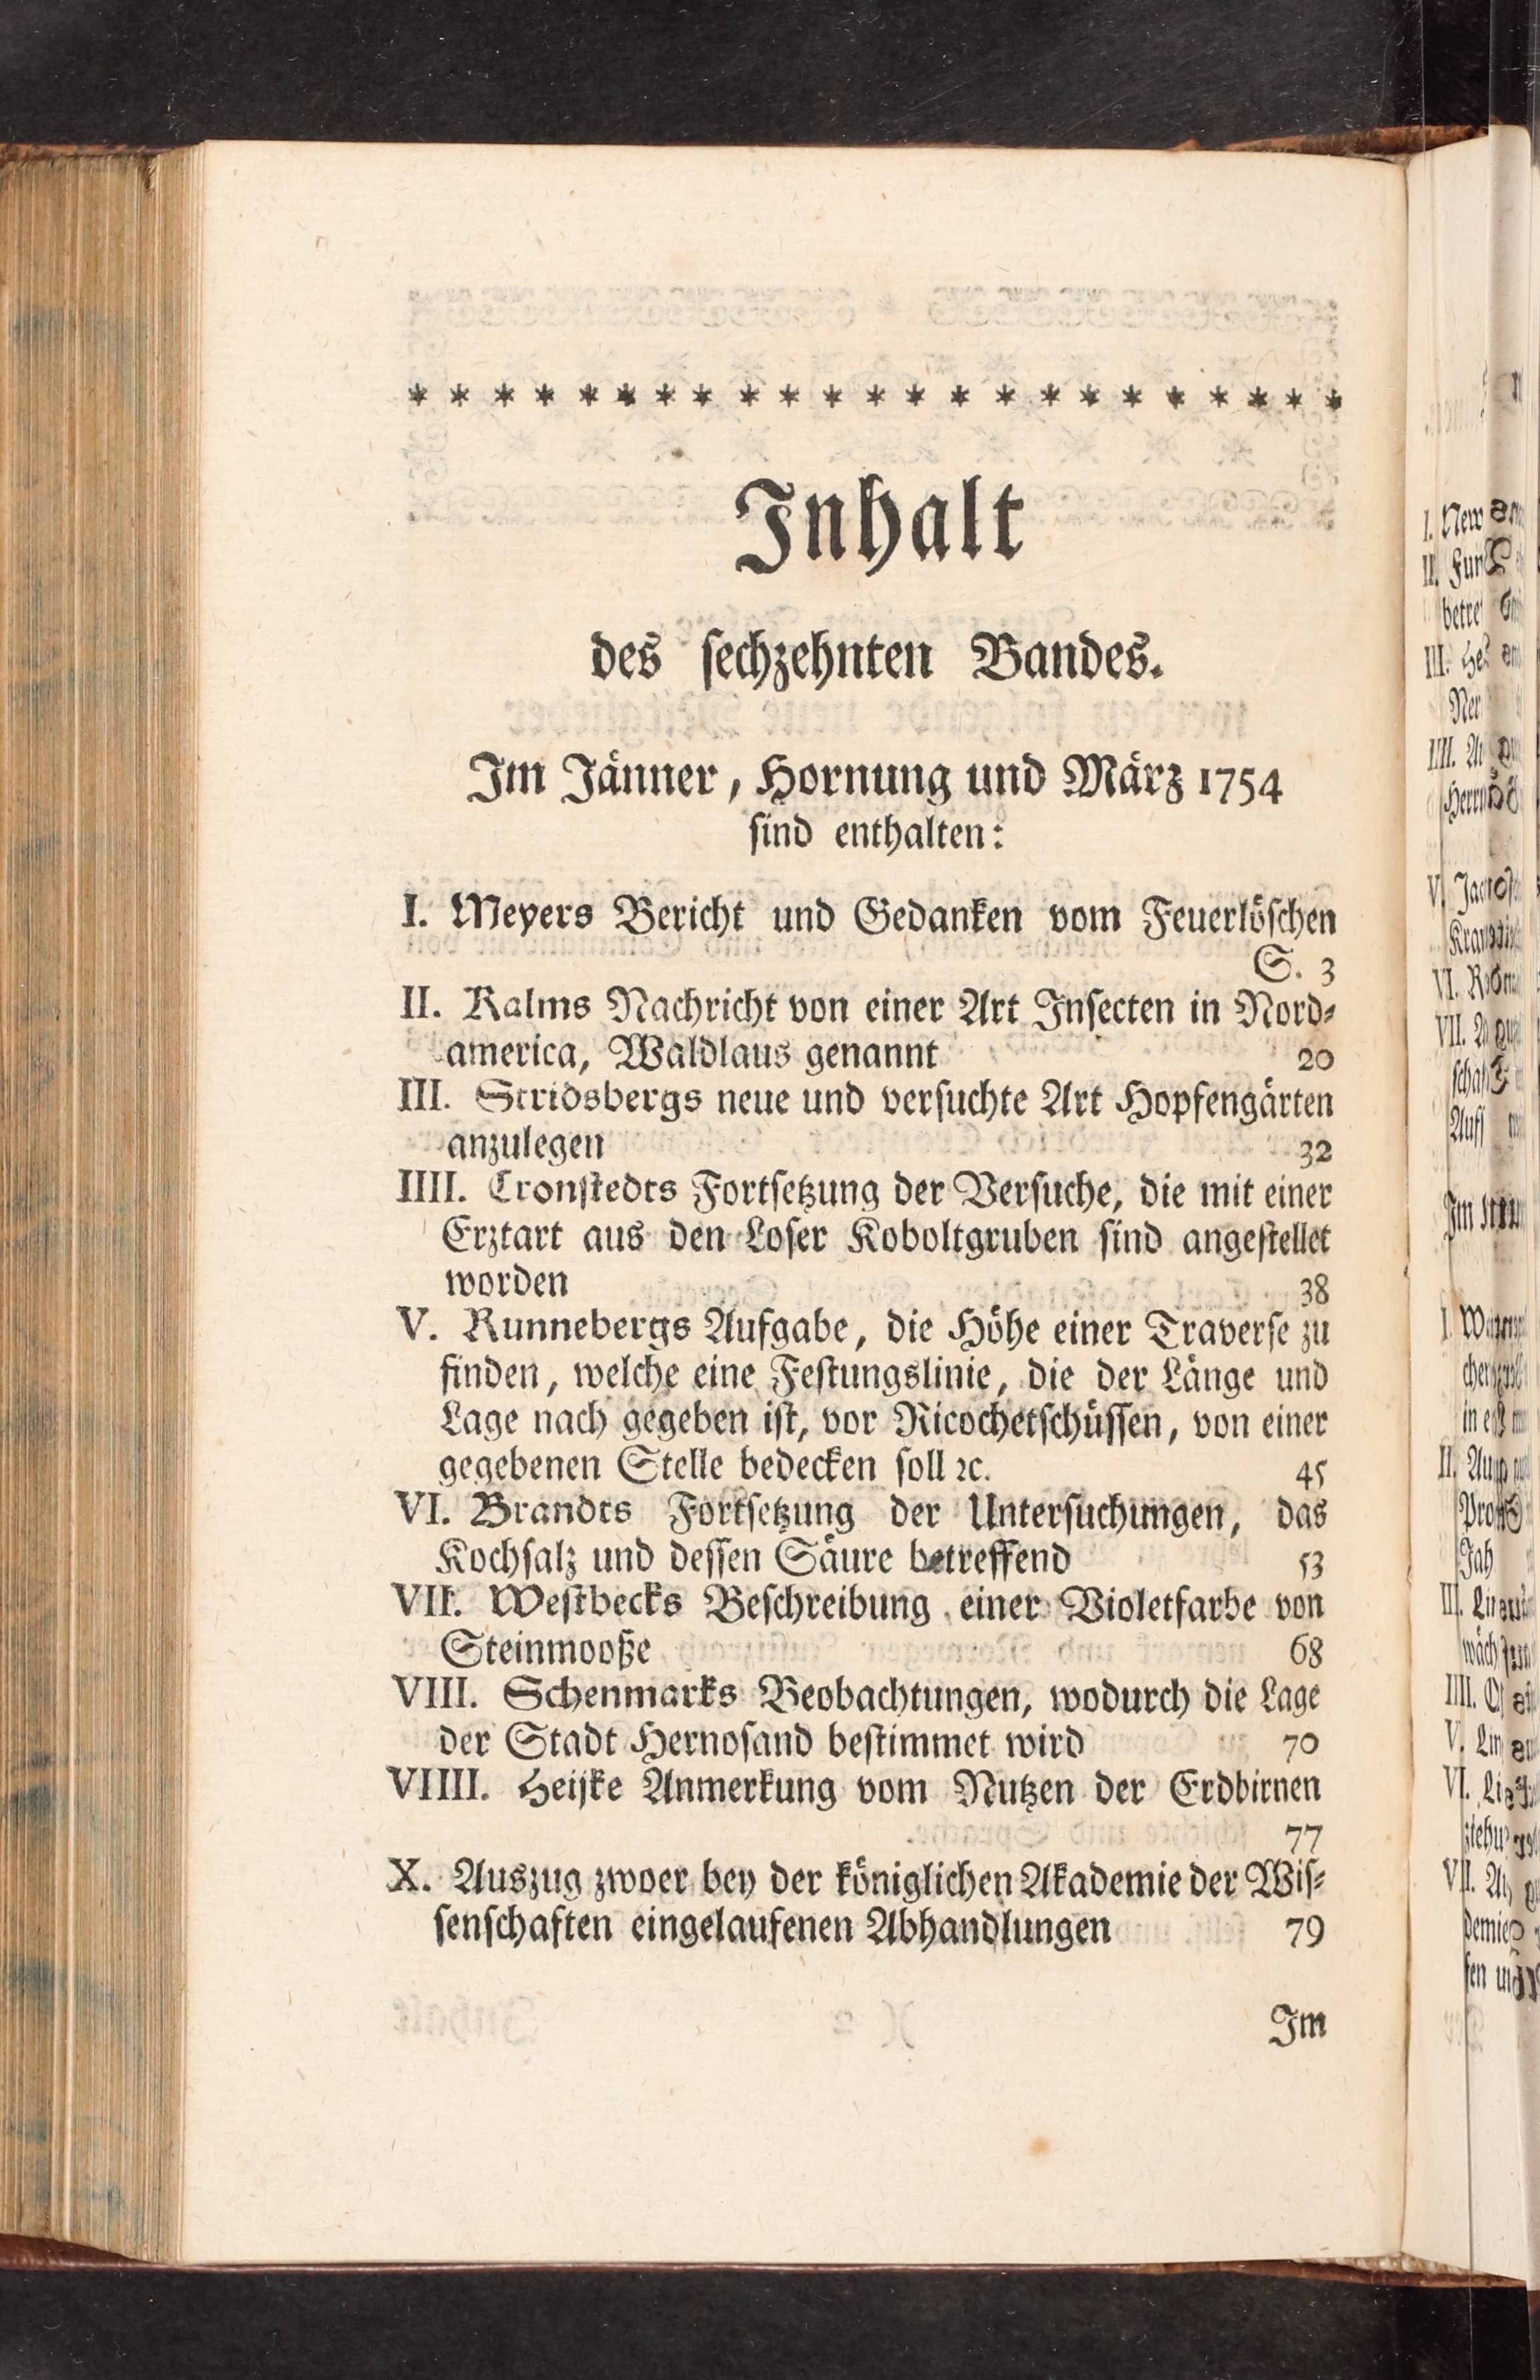 * * * * * * * * * * * * * * * * * * * * * * *
Inhalt
des sechzehnten Bandes.
Im Jänner, Hornung und März 1754
sind enthalten:
I. Meyers Bericht und Gedanken vom Feuerlöschen
S. 3
II. Kalms Nachricht von einer Art Insecten in Nord-
america, Waldlaus genannt 20
III. Stridsbergs neue und versuchte Art Hopfengärten
anzulegen 32
IIII. Cronstedts Fortsetzung der Versuche, die mit einer
Erztart aus den Loser Koboltgruben sind angestellet
worden 38
V. Runnebergs Aufgabe, die Höhe einer Traverse zu
finden, welche eine Festungslinie, die der Länge und
Lage nach gegeben ist, vor Ricochetschüssen, von einer
gegebenen Stelle bedecken soll ꝛc. 45
VI. Brandts Fortsetzung der Untersuchungen, das
Kochsalz und dessen Säure betreffend 53
VII. Westbecks Beschreibung einer Violetfarbe von
Steinmooße 68
VIII. Schenmarks Beobachtungen, wodurch die Lage
der Stadt Hernosand bestimmet wird 70
VIIII. Heijke Anmerkung vom Nutzen der Erdbirnen
77
X. Auszug zwoer bey der königlichen Akademie der Wis-
senschaften eingelaufenen Abhandlungen 79
Im